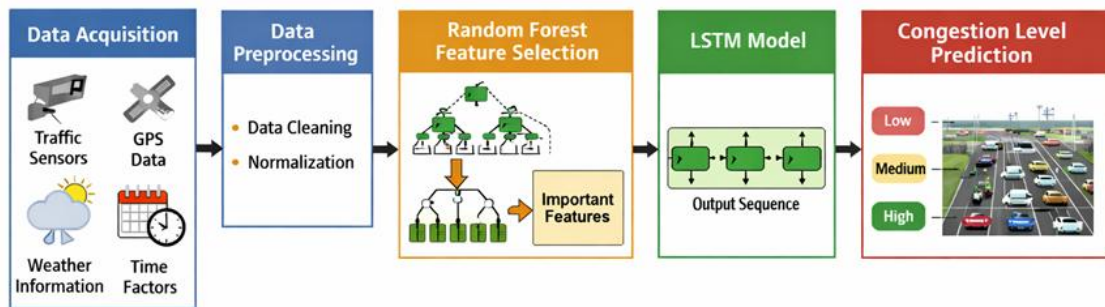 Data Acquisition
Traffic
Sensors
GPS
Data
Weather
Information
Time
Factors
Data
Preprocessing
Data Cleaning
Normalization
Random Forest
Feature Selection
Important
Features
LSTM Model
Output Sequence
Congestion Level
Prediction
Low
Medium
High